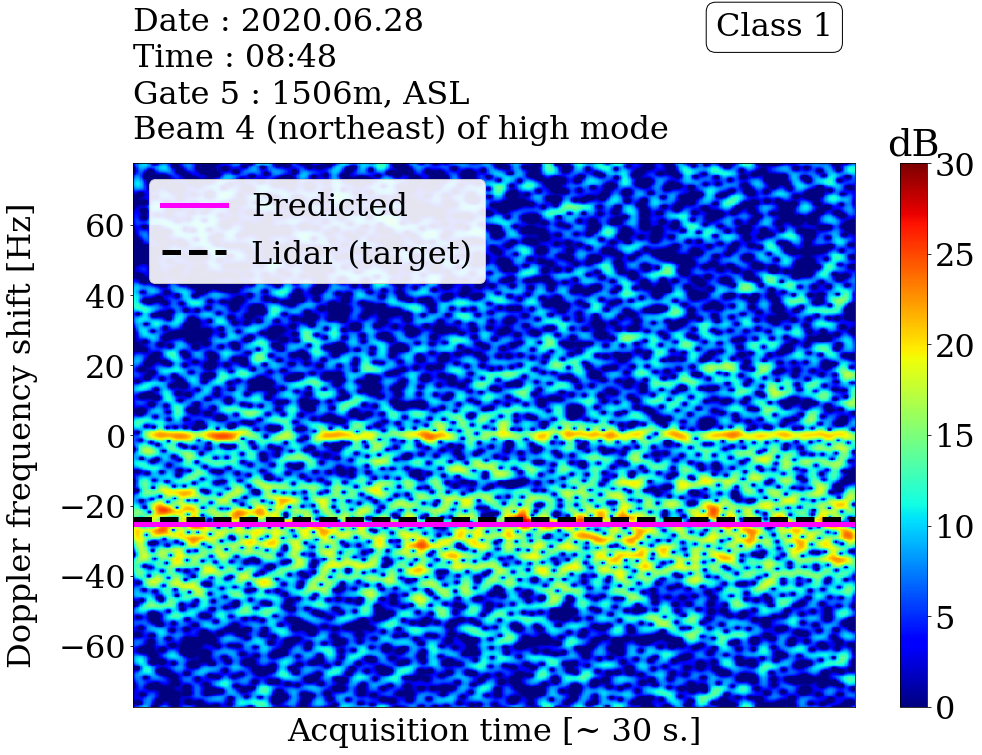 Date : 2020.06.28
Time : 08:48
Gate 5 : 1506m, ASL
Beam 4 (northeast) of high mode
Class 1
dB
Predicted
Lidar (target)
Doppler frequency shift [Hz]
60
40
20
0
−20
−40
−60
Acquisition time [~ 30 s.]
30
25
20
15
10
5
0